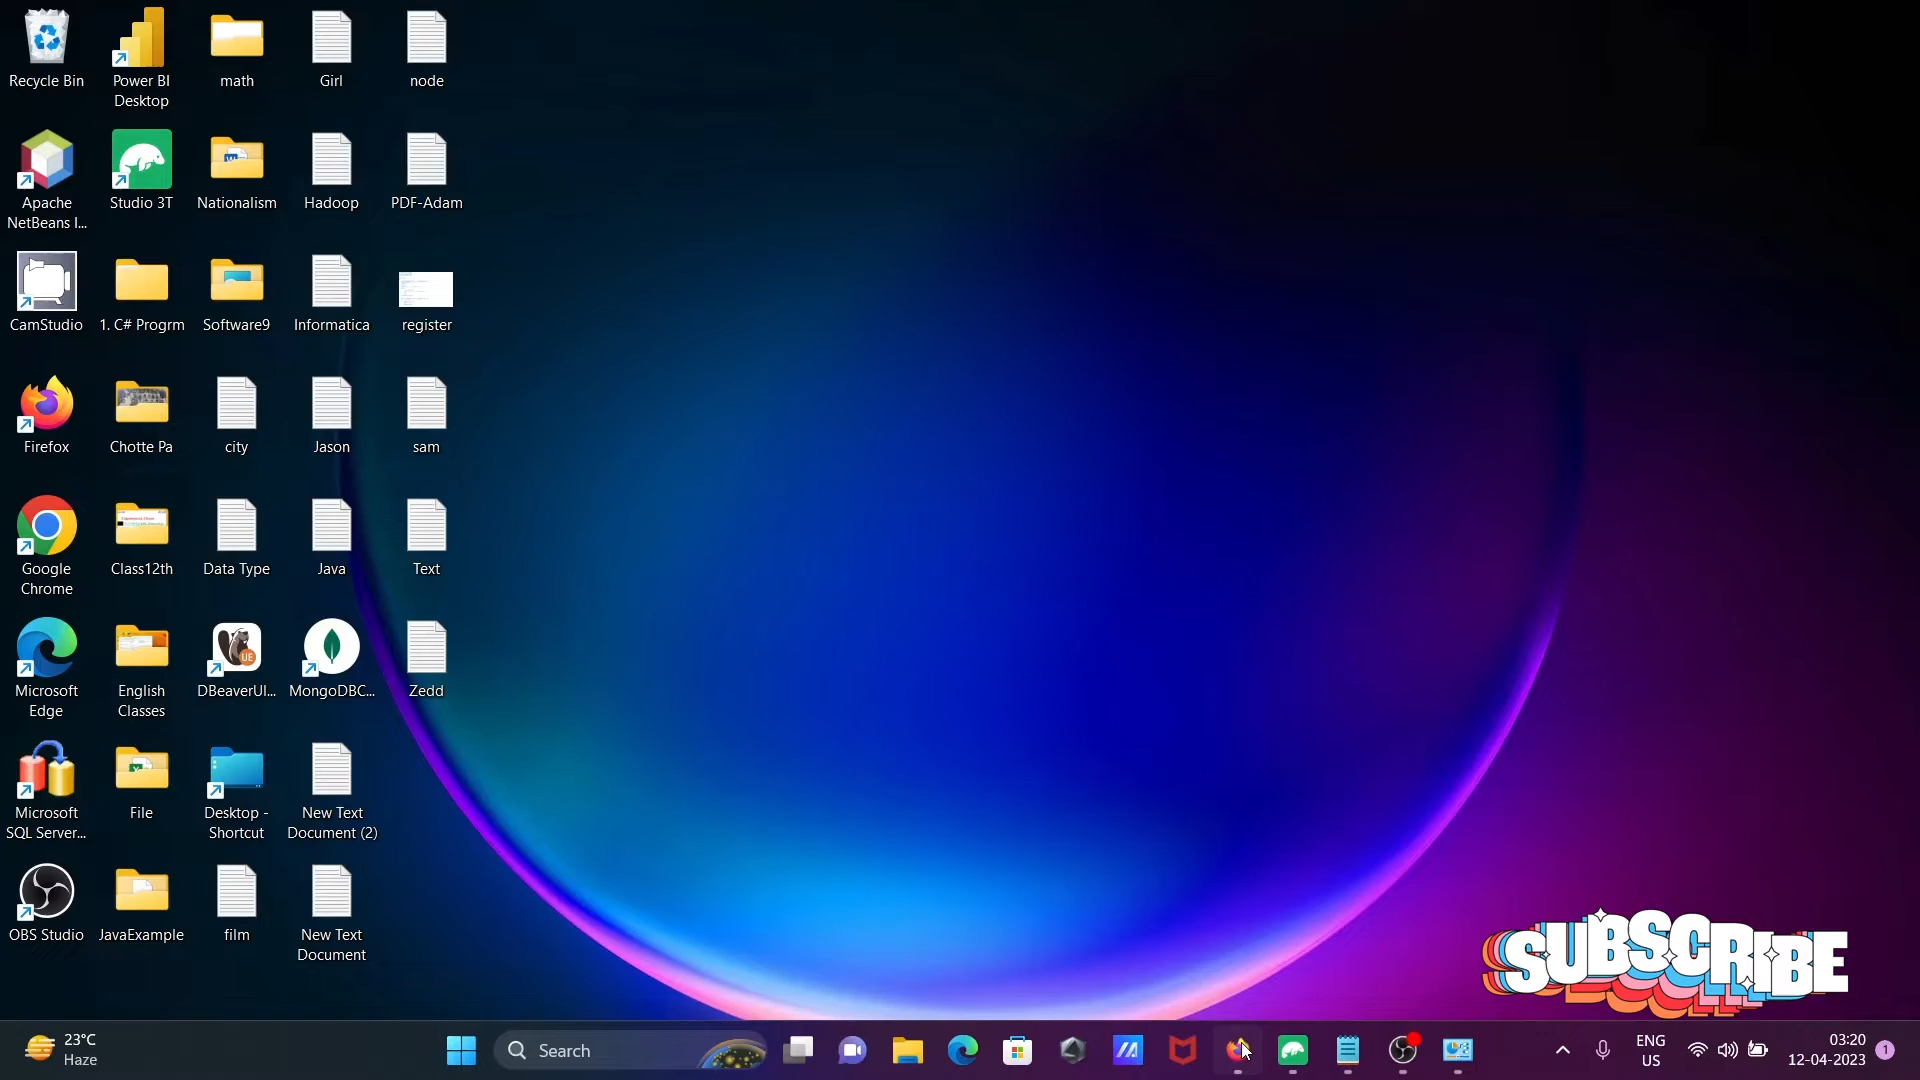 Recycle Bin
Power BI
Desktop
math
Girl
node
Apache
NetBeans I...
Studio 3T
Nationalism
Hadoop
PDF-Adam
CamStudio
1. C# Progrm
Software9
Informatica
register
Firefox
Chotte Pa
city
Jason
sam
Google
Chrome
Class12th
Data Type
Java
Text
Microsoft
Edge
English
Classes
DBeaverUl...
MongoDBC...
Zedd
Microsoft
SQL Server...
File
Desktop -
Shortcut
New Text
Document (2)
OBS Studio
JavaExample
film
New Text
Document
SUBSCRIBE
23°C
Haze
Search
ENG
US
03:20
12-04-2023
1